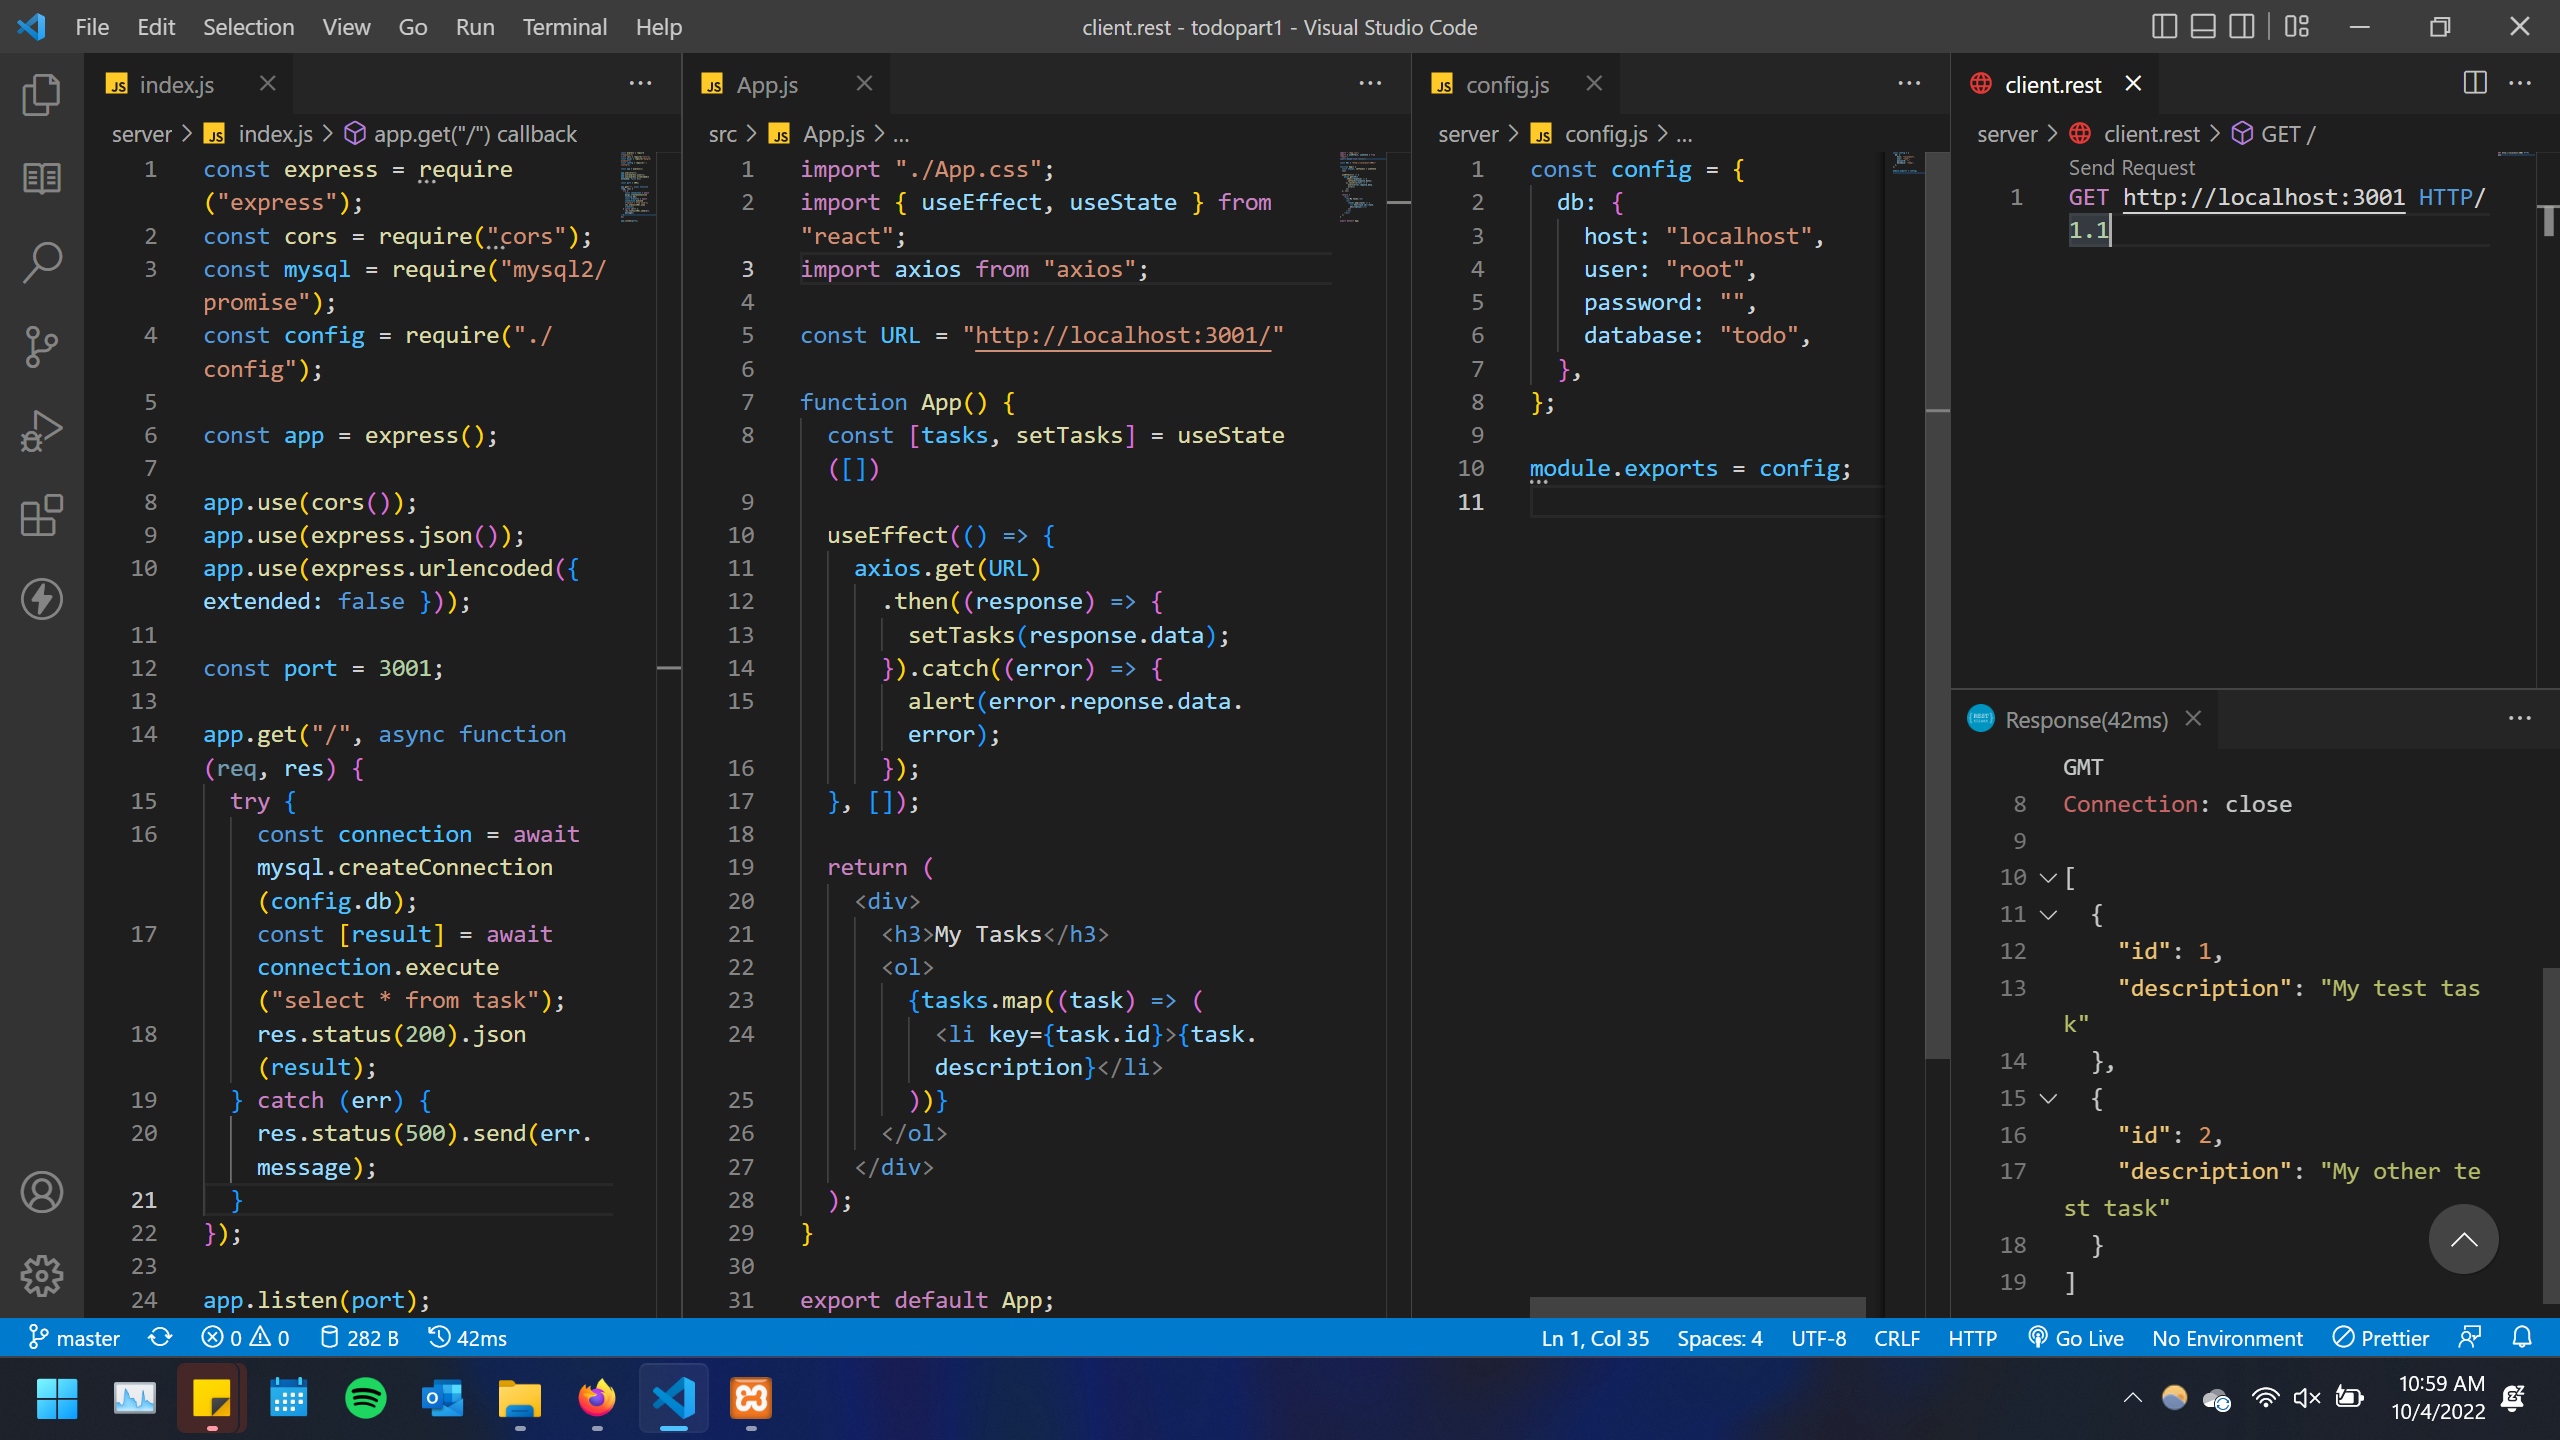 File Edit Selection View Go Run Terminal Help
client.rest - todopart1 - Visual Studio Code
JS index.js
server > JS index.js > app.get("/") callback
1 const express = require
("express");
2 const cors = require("cors");
3 const mysql = require("mysql2/
promise");
4 const config = require("./
config");
5
6 const app = express();
7
8 app.use(cors());
9 app.use(express.json());
10 app.use(express.urlencoded({
extended: false }));
11
12 const port = 3001;
13
14 app.get("/", async function
(req, res) {
15 try {
16 const connection = await
mysql.createConnection
(config.db);
17 const [result] = await
connection.execute
("select * from task");
18 res.status(200).json
(result);
19 } catch (err) {
20 res.status(500).send(err.
message);
21 }
22 });
23
24 app.listen(port);
JS App.js
src > JS App.js > ...
1 import "./App.css";
2 import { useEffect, useState } from
"react";
3 import axios from "axios";
4
5 const URL = "http://localhost:3001/"
6
7 function App() {
8 const [tasks, setTasks] = useState
([])
9
10 useEffect(() => {
11 axios.get(URL)
12 .then((response) => {
13 setTasks(response.data);
14 }).catch((error) => {
15 alert(error.reponse.data.
error);
16 });
17 }, []);
18
19 return (
20 <div>
21 <h3>My Tasks</h3>
22 <ol>
23 {tasks.map((task) => (
24 <li key={task.id}>{task.
description}</li>
25 ))}
26 </ol>
27 </div>
28 );
29 }
30
31 export default App;
JS config.js
server > JS config.js > ...
1 const config = {
2 db: {
3 host: "localhost",
4 user: "root",
5 password: "",
6 database: "todo",
7 },
8 };
9
10 module.exports = config;
11
client.rest
server > client.rest > GET /
Send Request
1 GET http://localhost:3001 HTTP/
1.1
Response(42ms)
GMT
8 Connection: close
9
10 [
11 {
12 "id": 1,
13 "description": "My test tas
k"
14 },
15 {
16 "id": 2,
17 "description": "My other te
st task"
18 }
19 ]
master 0 0 282 B 42ms
Ln 1, Col 35 Spaces: 4 UTF-8 CRLF HTTP Go Live No Environment Prettier
10:59 AM
10/4/2022